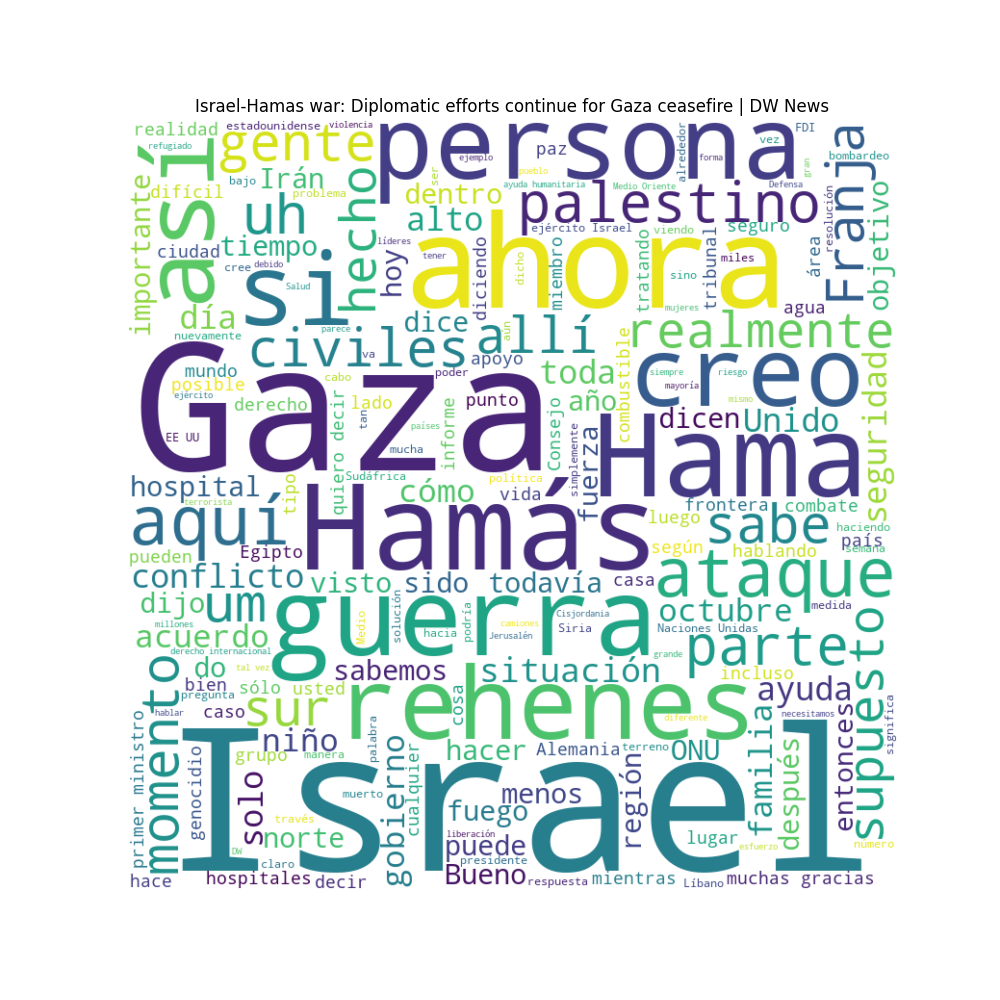 Israel-Hamas war: Diplomatic efforts continue for Gaza ceasefire | DW News
realidad
estadounidense
violencia
refugiado
gente
persona
ejemplo
paz
alrededor
forma
vez
FDI
gran
bombardeo
importante
difícil
así
bajo
Irán
problema
hecho
ser
dentro
pueblo
ayuda humanitaria
Medio Oriente
Defensa
palestino
resolución
Franja
objetivo
uh
alto
ejército Israel
viendo
seguro
ciudad
tiempo
líderes
hoy
tener
ahora
diciendo
dicho
miembro
tratando
sino
tribunal
miles
área
cree
debido
si
Salud
mujeres
agua
día
nuevamente
parece
dice
civiles
allí
aun
realmente
combustible
mundo
posible
va
apoyo
poder
toda
creo
siempre
riesgo
mayoría
mismo
seguridad
ejército
derecho
cabo
lado
punto
año
Gaza
EE UU
quiero decir
tan
países
mucha
informe
Consejo
simplemente
fuerza
dicen
Unido
Hama
hospital
terrorista
tipo
Sudáfrica
cómo
política
vida
frontera
combate
aquí
Hamás
luego
sabe
haciendo
país
semana
pueden
Egipto
según
hablando
conflicto
visto
sido
todavía
casa
ataque
dijo
millones
um
guerra
Medio
solución
hacia
podría
camiones
Jerusalén
Cisjordania
Siria
octubre
Naciones Unidas
medida
acuerdo
derecho internacional
do
tal vez
sabemos
situación
grande
parte
supuesto
momento
bien
pregunta
sólo
usted
incluso
ayuda
hablar
caso
sur
rehenes
cosa
diferente
necesitamos
significa
primer ministro
genocidio
grupo
niño
manera
palabra
gobierno
cualquier
hacer
Alemania
terreno
ONU
familia
después
entonces
Israel
solo
muerto
través
fuego
menos
región
norte
DW
claro
liberación
puede
presidente
lugar
esfuerzo
número
hace
hospitales
decir
Bueno
respuesta
mientras
Líbano
muchas gracias